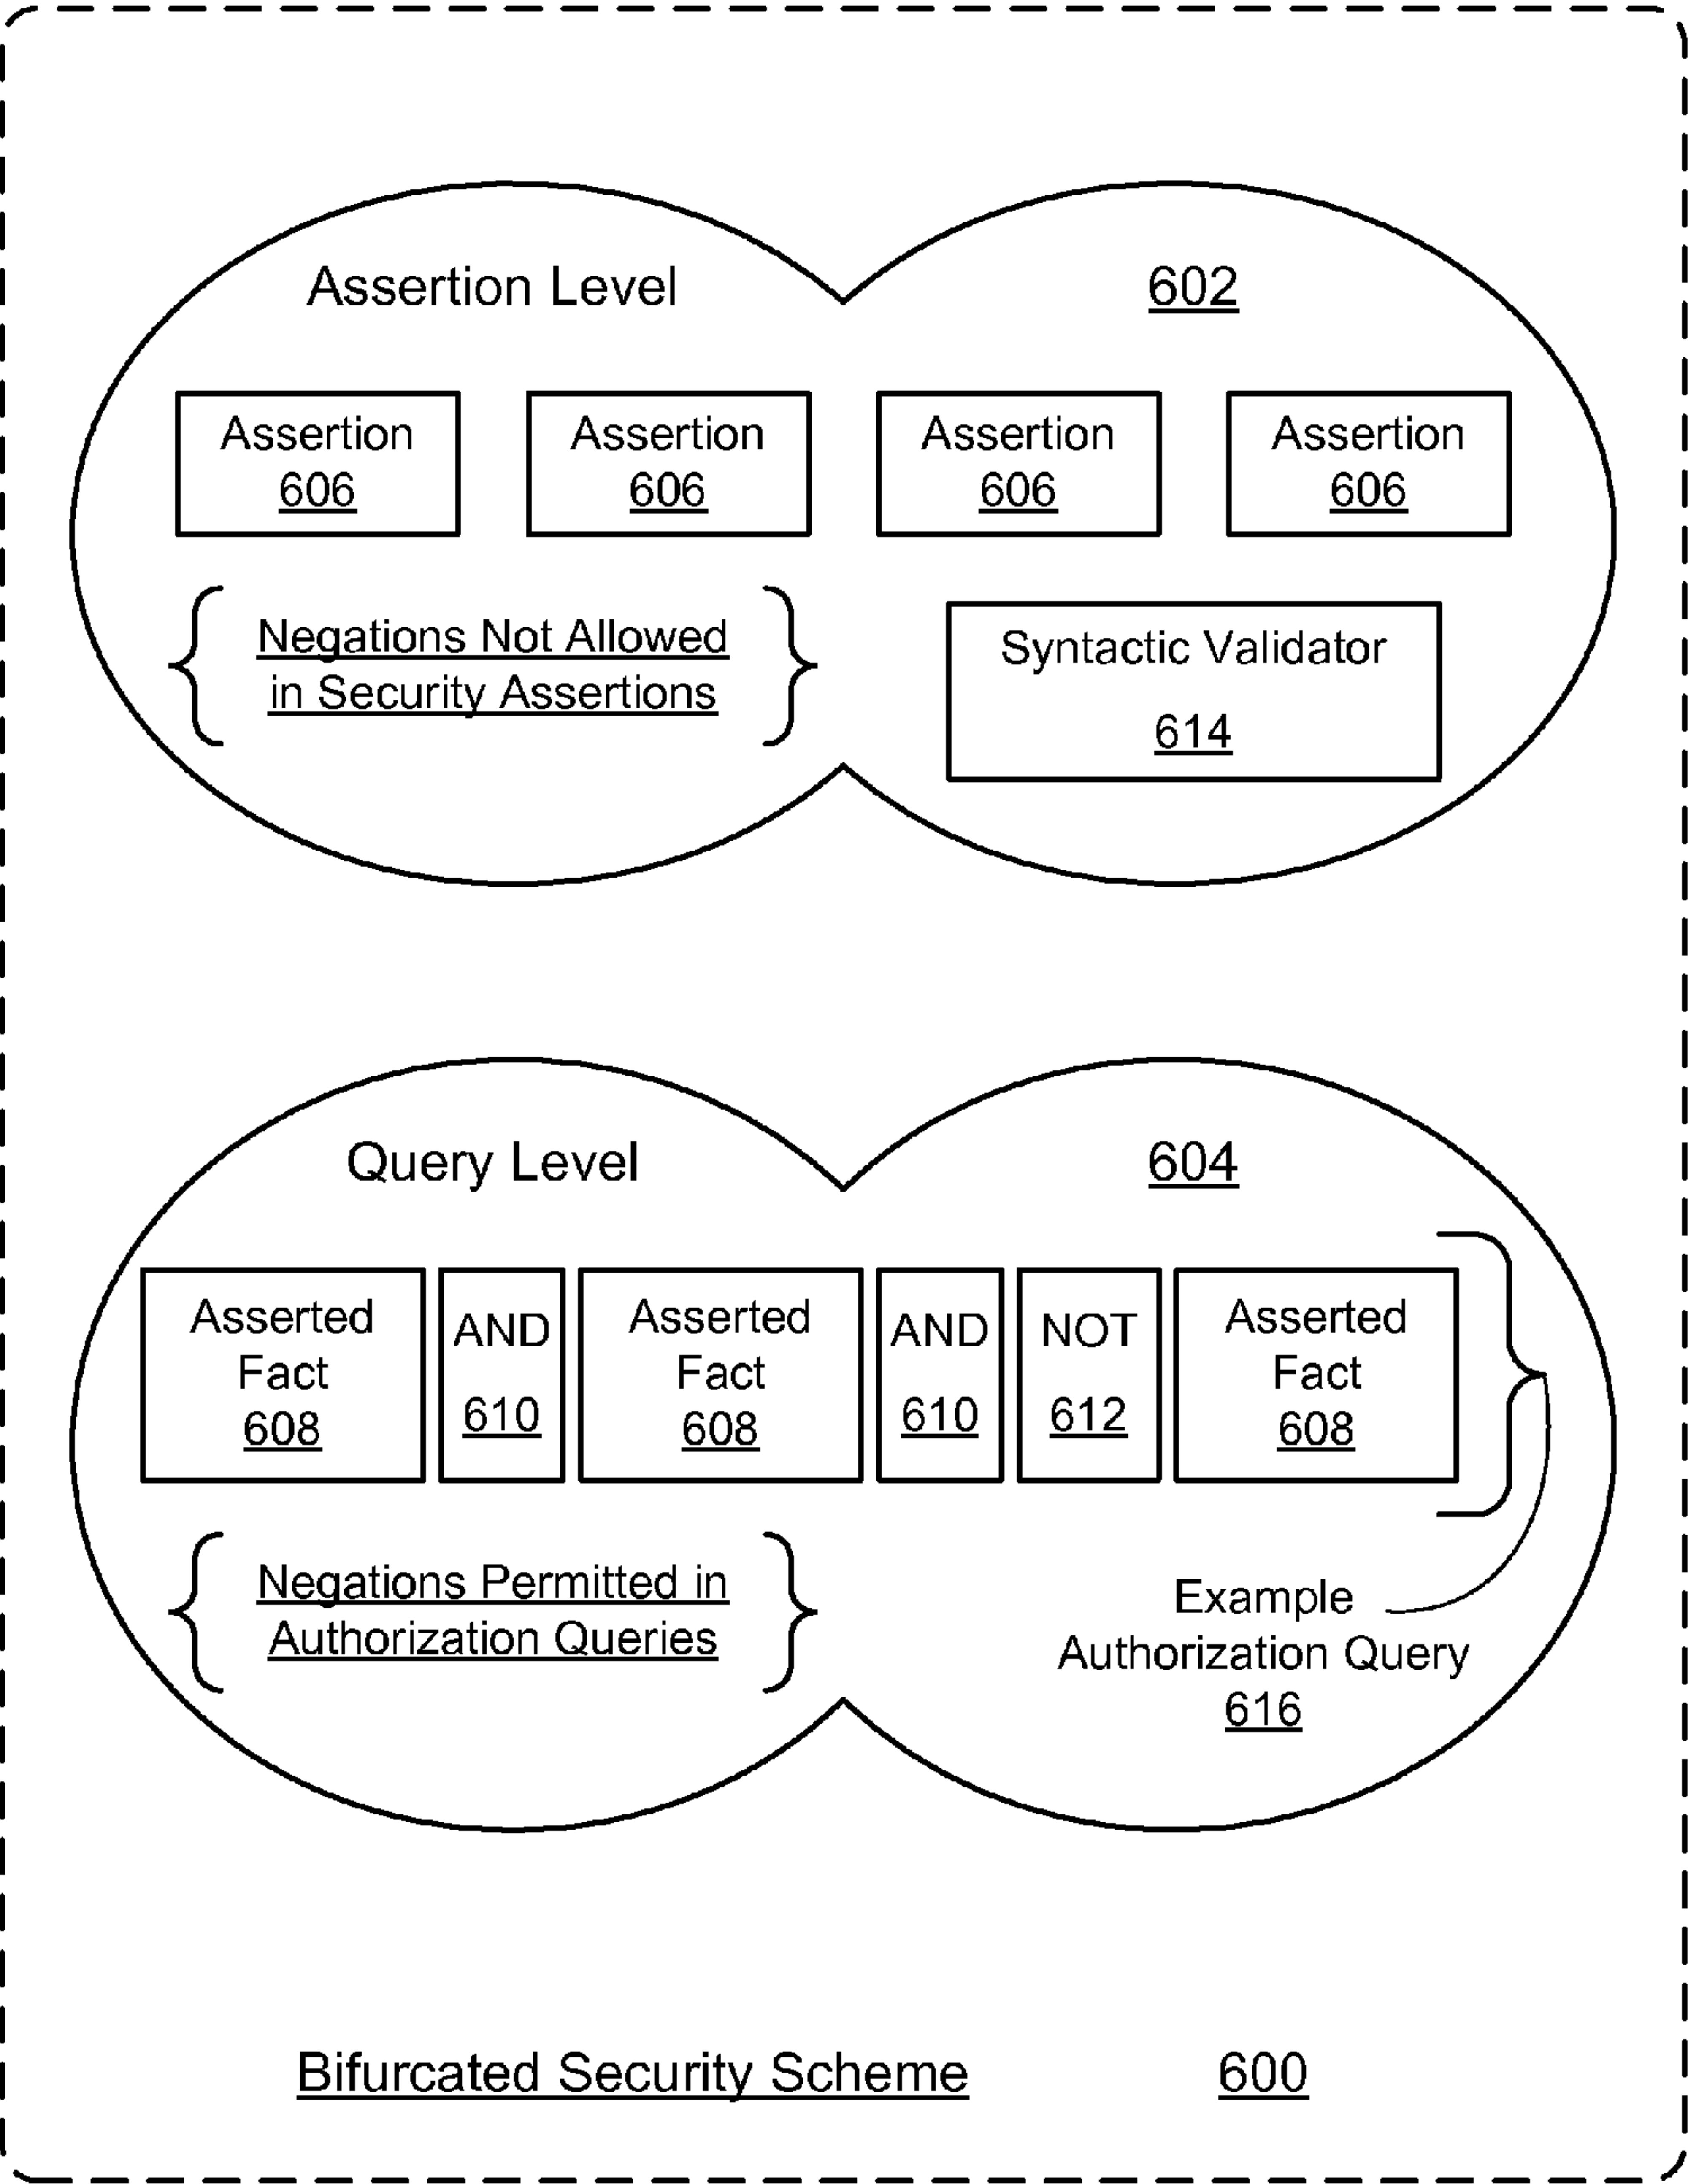 Assertion Level 602
Assertion Assertion Assertion Assertion
606 606 606 606
Negations Not Allowed
in Security Assertions
Syntactic Validator
614
Query Level 604
Asserted
Fact
608
AND
610
Asserted
Fact
608
AND
610
NOT
612
Asserted
Fact
608
Negations Permitted in
Authorization Queries
Example
Authorization Query
616
Bifurcated Security Scheme 600